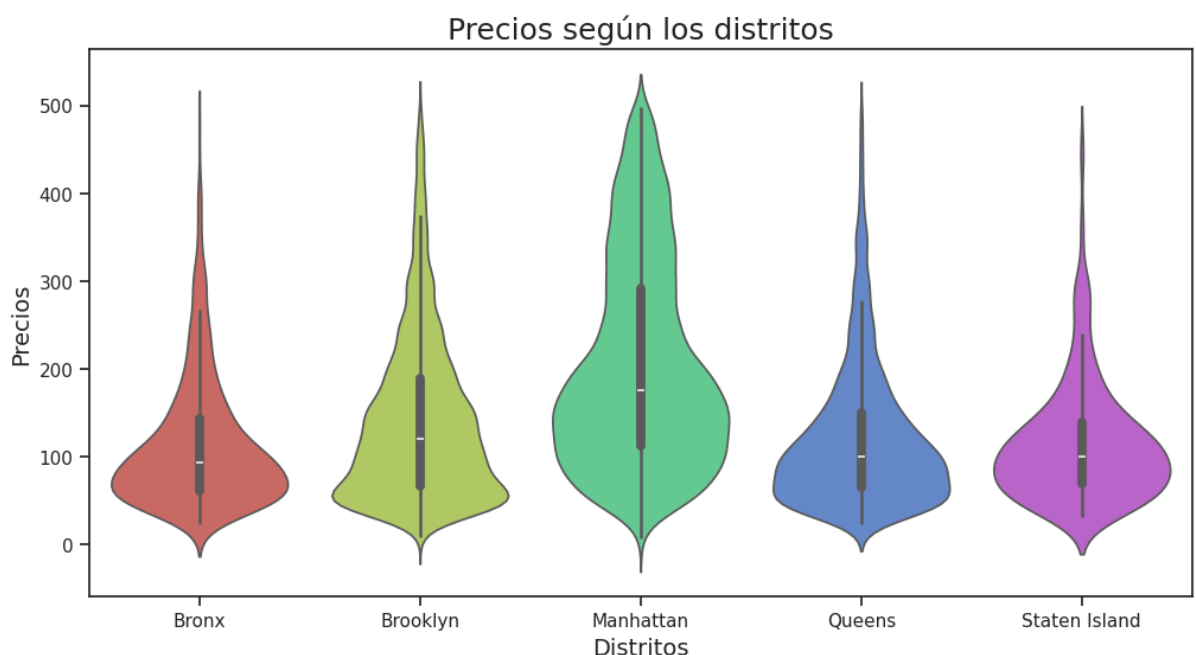 Precios según los distritos
Precios
500
400
300
200
100
0
Bronx
Brooklyn
Manhattan
Queens
Staten Island
Distritos